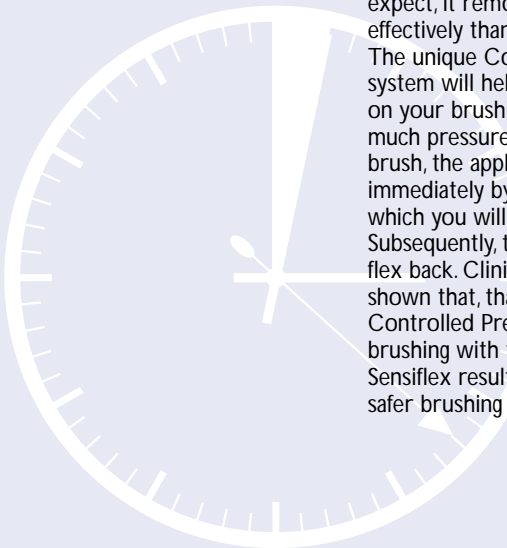 expect, it remo
effectively than
The unique Co
system will hel
on your brush
much pressure
brush, the appl
immediately by
which you will
Subsequently, t
flex back. Clini
shown that, tha
Controlled Pre
brushing with
Sensiflex result
safer brushing